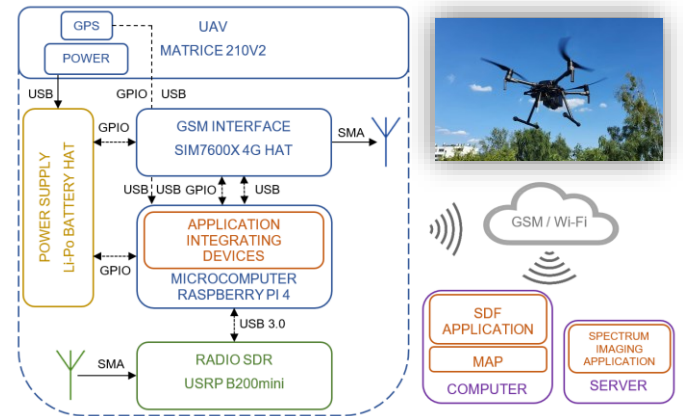 GPS
UAV
MATRICE 210V2
POWER
USB
GPIO
USB
GPIO
GSM INTERFACE
SIM7600X 4G HAT
SMA
POWER SUPPLY
Li-Po BATTERY HAT
USB
USB
GPIO
USB
APPLICATION
INTEGRATING
DEVICES
MICROCOMPUTER
RASPBERRY PI 4
GPIO
USB 3.0
SMA
RADIO SDR
USRP B200mini
GSM / Wi-Fi
SDF
APPLICATION
MAP
COMPUTER
SPECTRUM
IMAGING
APPLICATION
SERVER